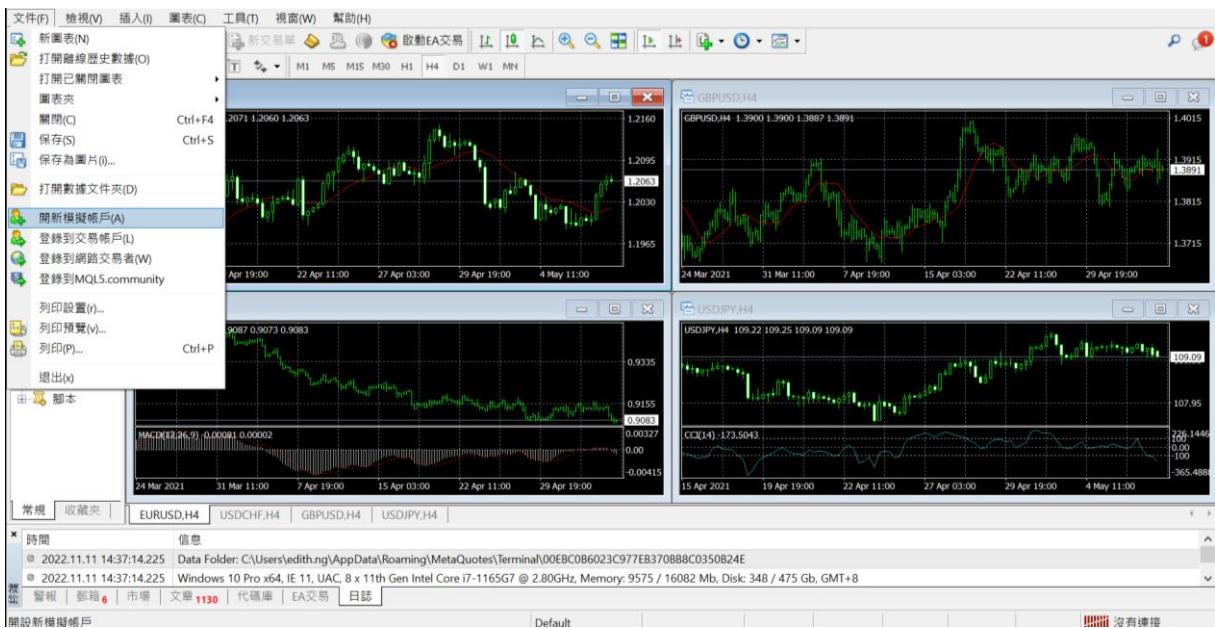 文件(F) 檢視(V) 插入(I) 圖表(C) 工具(T) 視窗(W) 幫助(H)
新圖表(N)
打開離線歷史數據(O)
打開已關閉圖表
圖表夾
關閉(C) Ctrl+F4
保存(S) Ctrl+S
保存為圖片(i)...
打開數據文件夾(D)
開新模擬帳戶(A)
登錄到交易帳戶(L)
登錄到網路交易者(W)
登錄到MQL5.community
列印設置(r)...
列印預覽(v)...
列印(P)... Ctrl+P
退出(x)
新交易單 啟動EA交易
T M1 M5 M15 M30 H1 H4 D1 W1 MN
1
腳本
常規 收藏夾
.2071 1.2060 1.2063
1.2160
1.2095
1.2063
1.2030
1.1965
Apr 19:00 22 Apr 11:00 27 Apr 03:00 29 Apr 19:00 4 May 11:00
GBPUSD,H4
GBPUSD,H4 1.3900 1.3900 1.3887 1.3891
1.4015
1.3915
1.3891
1.3815
1.3715
24 Mar 2021 31 Mar 11:00 7 Apr 19:00 15 Apr 03:00 22 Apr 11:00 29 Apr 19:00
.9087 0.9073 0.9083
0.9335
0.9155
0.9083
MACD(12,26,9) -0.00081 0.00002
0.00327
0.00
-0.00415
24 Mar 2021 31 Mar 11:00 7 Apr 19:00 15 Apr 03:00 22 Apr 11:00 29 Apr 19:00
USDJPY,H4
USDJPY,H4 109.22 109.25 109.09 109.09
109.09
107.95
CCI(14) -173.5043
226.1446
100
0.00
-100
-365.4888
15 Apr 2021 19 Apr 19:00 22 Apr 11:00 27 Apr 03:00 29 Apr 19:00 4 May 11:00
EURUSD,H4 USDCHF,H4 GBPUSD,H4 USDJPY,H4
時間 信息
2022.11.11 14:37:14.225 Data Folder: C:\Users\edith.ng\AppData\Roaming\MetaQuotes\Terminal\00EBC0B6023C977EB370B88C0350B24E
2022.11.11 14:37:14.225 Windows 10 Pro x64, IE 11, UAC, 8 x 11th Gen Intel Core i7-1165G7 @ 2.80GHz, Memory: 9575 / 16082 Mb, Disk: 348 / 475 Gb, GMT+8
警報 郵箱 6 市場 文章 1130 代碼庫 EA交易 日誌
開設新模擬帳戶 Default 沒有連接